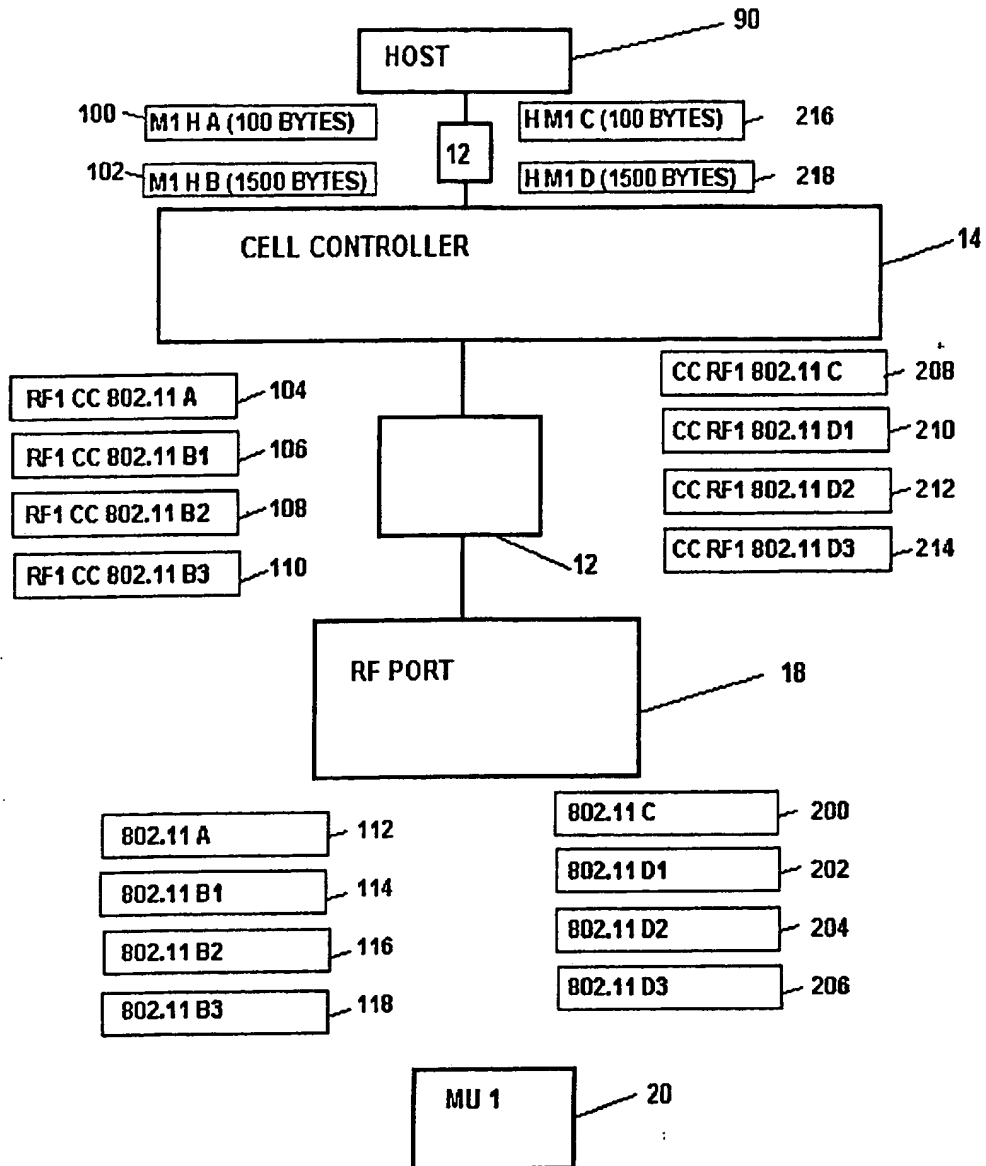 90
HOST
100
M1 H A (100 BYTES)
H M1 C (100 BYTES)
216
12
102
M1 H B (1500 BYTES)
H M1 D (1500 BYTES)
218
CELL CONTROLLER
14
RF1 CC 802.11 A
104
CC RF1 802.11 C
208
RF1 CC 802.11 B1
106
CC RF1 802.11 D1
210
RF1 CC 802.11 B2
108
CC RF1 802.11 D2
212
RF1 CC 802.11 B3
110
12
CC RF1 802.11 D3
214
RF PORT
18
802.11 A
112
802.11 C
200
802.11 B1
114
802.11 D1
202
802.11 B2
116
802.11 D2
204
802.11 B3
118
802.11 D3
206
MU 1
20